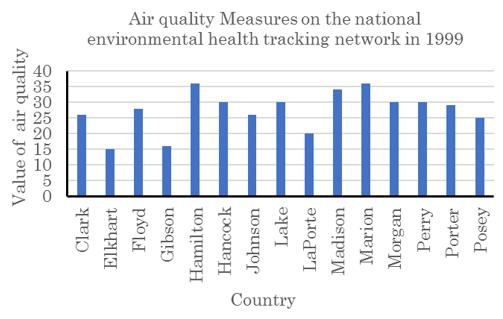 Air quality Measures on the national
environmental health tracking network in 1999
Value of air quality
40
35
30
25
20
15
10
5
0
Clark
Elkhart
Floyd
Gibson
Hamilton
Hancock
Johnson
Lake
LaPorte
Madison
Marion
Morgan
Perry
Porter
Posey
Country